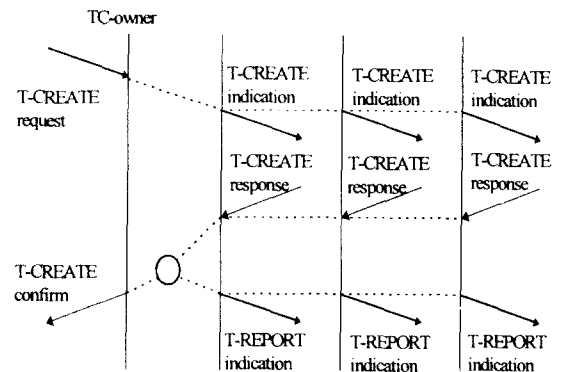 TC-owner
T-CREATE
request
T-CREATE
indication
T-CREATE
indication
T-CREATE
indication
T-CREATE
response
T-CREATE
response
T-CREATE
response
T-CREATE
confirm
T-REPORT
indication
T-REPORT
indication
T-REPORT
indication